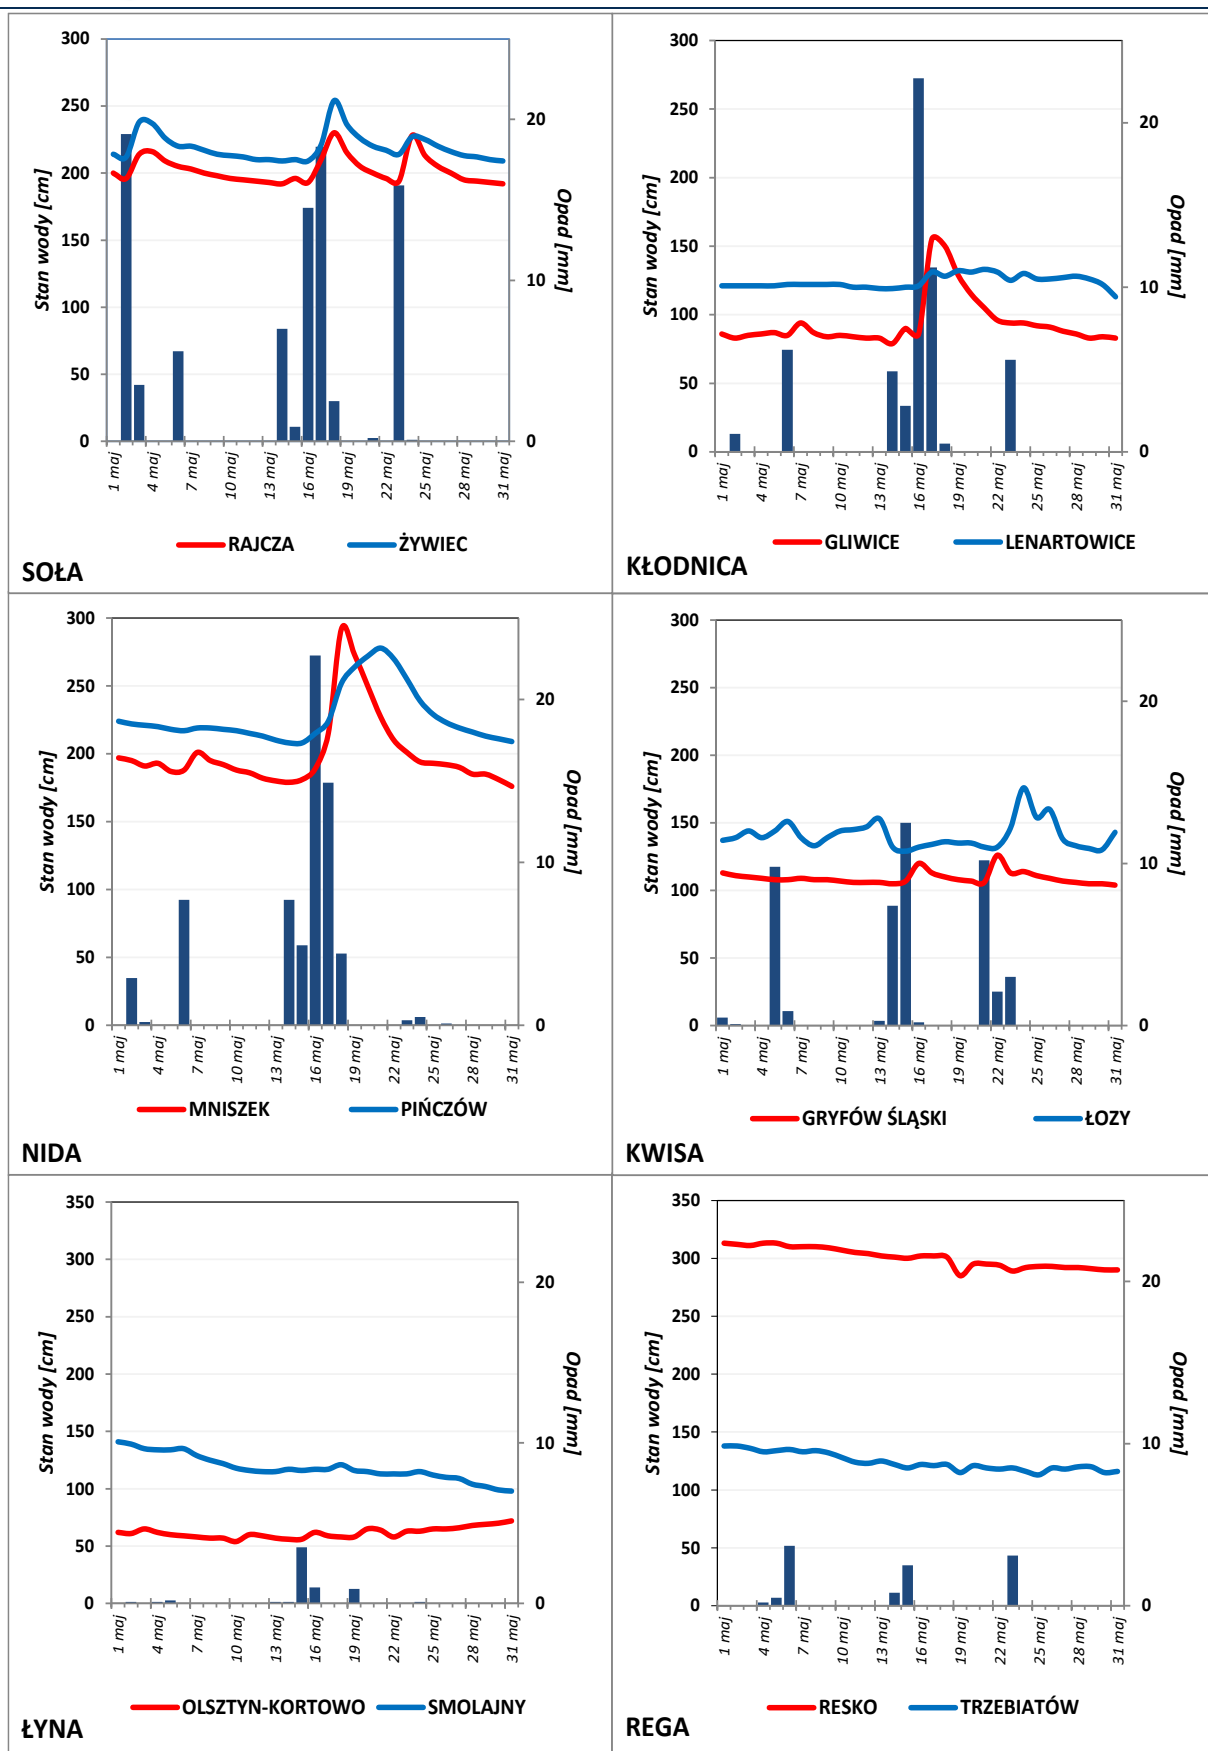 300
250
200
150
100
50
0
20
10
0
Stan wody [cm]
Opad [mm]
1 maj
4 maj
7 maj
10 maj
13 maj
16 maj
19 maj
22 maj
25 maj
28 maj
31 maj
RAJCZA ŻYWIEC
SOŁA
300
250
200
150
100
50
0
20
10
0
Stan wody [cm]
Opad [mm]
1 maj
4 maj
7 maj
10 maj
13 maj
16 maj
19 maj
22 maj
25 maj
28 maj
31 maj
GLIWICE LENARTOWICE
KŁODNICA
300
250
200
150
100
50
0
20
10
0
Stan wody [cm]
Opad [mm]
1 maj
4 maj
7 maj
10 maj
13 maj
16 maj
19 maj
22 maj
25 maj
28 maj
31 maj
MNISZEK PIŃCZÓW
NIDA
300
250
200
150
100
50
0
20
10
0
Stan wody [cm]
Opad [mm]
1 maj
4 maj
7 maj
10 maj
13 maj
16 maj
19 maj
22 maj
25 maj
28 maj
31 maj
GRYFÓW ŚLĄSKI ŁOZY
KWISA
350
300
250
200
150
100
50
0
20
10
0
Stan wody [cm]
Opad [mm]
1 maj
4 maj
7 maj
10 maj
13 maj
16 maj
19 maj
22 maj
25 maj
28 maj
31 maj
OLSZTYN-KORTOWO SMOLAJNY
ŁYNA
350
300
250
200
150
100
50
0
20
10
0
Stan wody [cm]
Opad [mm]
1 maj
4 maj
7 maj
10 maj
13 maj
16 maj
19 maj
22 maj
25 maj
28 maj
31 maj
RESKO TRZEBIATÓW
REGA